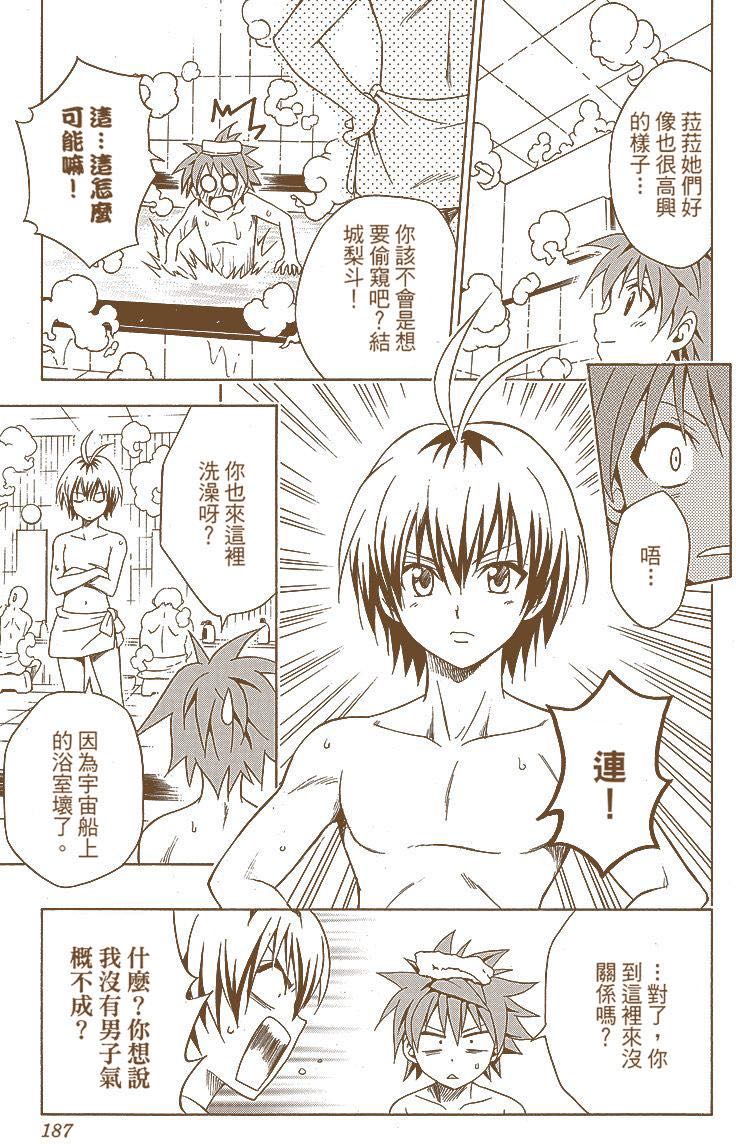 菈菈她們好
像也很高興
的樣子…
你該不會是想
要偷窺吧？結
城梨斗！
這…這怎麼
可能嘛！
唔…
連！
你也來這裡
洗澡呀？
因為宇宙船上
的浴室壞了。
…對了，你
到這裡來沒
關係嗎？
什麼？你想說
我沒有男子氣
概不成？
187